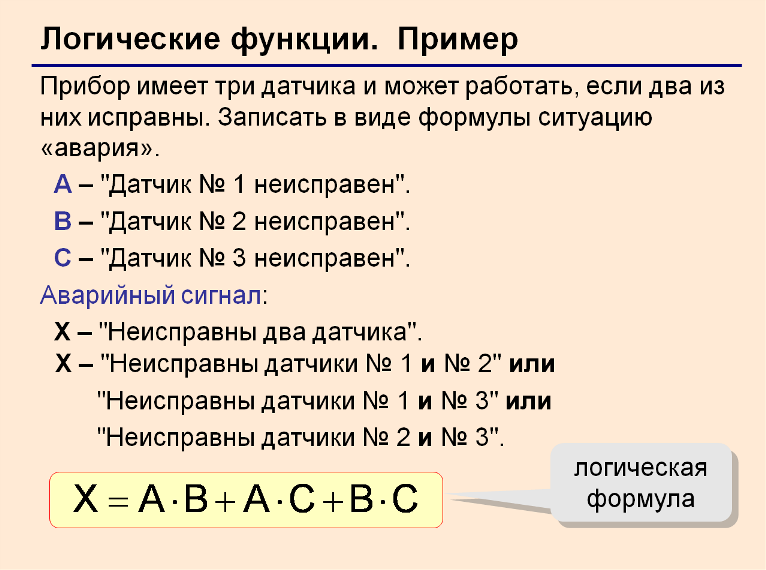 Логические функции. Пример
Прибор имеет три датчика и может работать, если два из
них исправны. Записать в виде формулы ситуацию
«авария».
A – "Датчик № 1 неисправен".
B – "Датчик № 2 неисправен".
C – "Датчик № 3 неисправен".
Аварийный сигнал:
X – "Неисправны два датчика".
X – "Неисправны датчики № 1 и № 2" или
"Неисправны датчики № 1 и № 3" или
"Неисправны датчики № 2 и № 3".
X = A·B + A·C + B·C
логическая
формула